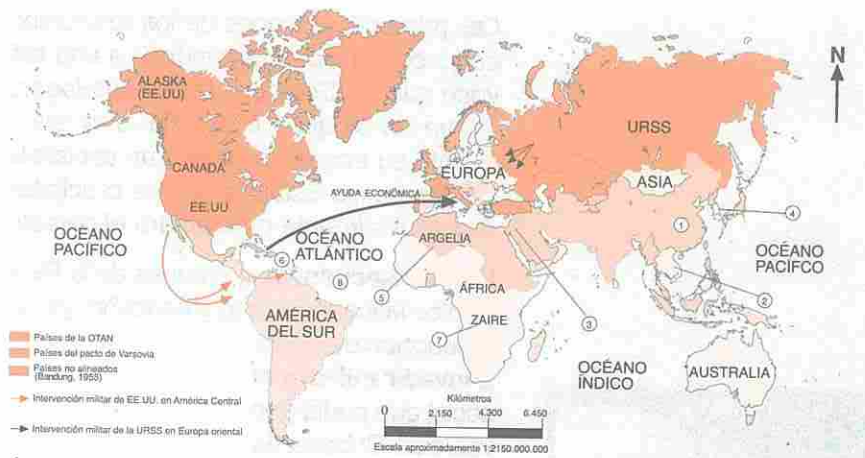 N
ALASKA
(EE.UU)
CANADA
EE.UU
OCÉANO
PACÍFICO
OCÉANO
ATLÁNTICO
AYUDA ECONÓMICA
EUROPA
URSS
ASIA
1
4
OCÉANO
PACÍFCO
2
ARGELIA
5
ÁFRICA
ZAIRE
7
3
6
8
AMÉRICA
DEL SUR
OCÉANO
ÍNDICO
AUSTRALIA
Países de la OTAN
Países del pacto de Varsovia
Países no alineados
(Bandung, 1955)
Intervención militar de EE.UU. en América Central
Intervención militar de la URSS en Europa oriental
Kilómetros
0 2.150 4.300 6.450
Escala aproximadamente 1:2150.000.000